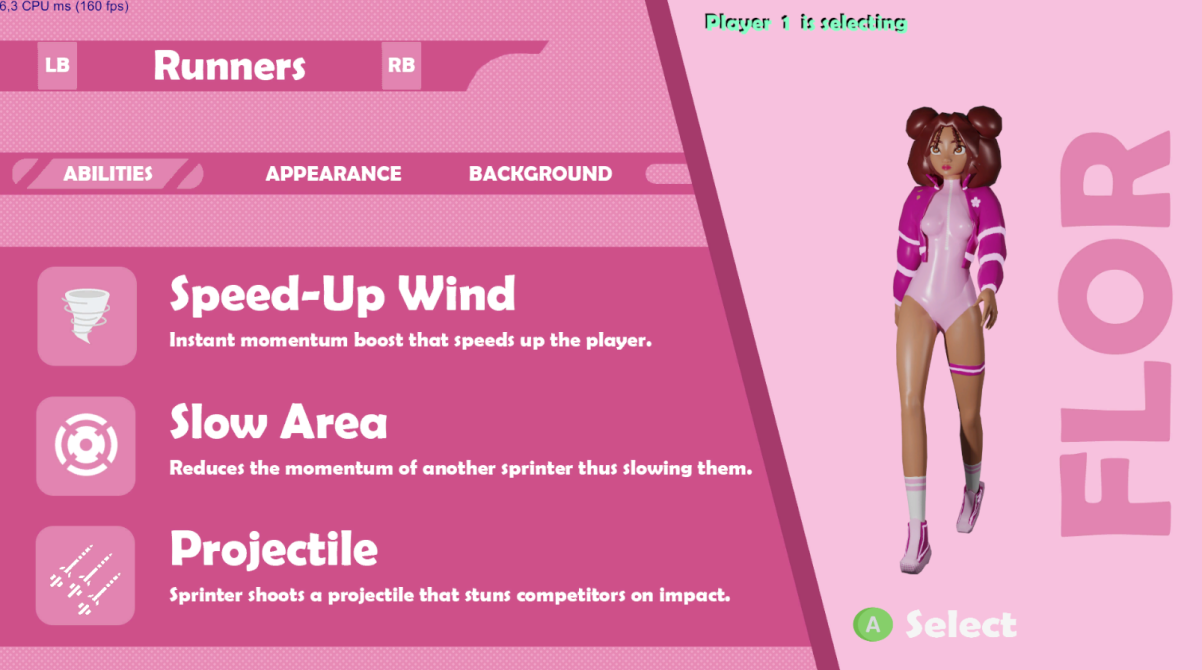 6,3 CPU ms (160 fps)
Player 1 is selecting
LB Runners RB
ABILITIES APPEARANCE BACKGROUND
Speed-Up Wind
Instant momentum boost that speeds up the player.
Slow Area
Reduces the momentum of another sprinter thus slowing them.
Projectile
Sprinter shoots a projectile that stuns competitors on impact.
FLOR
A Select